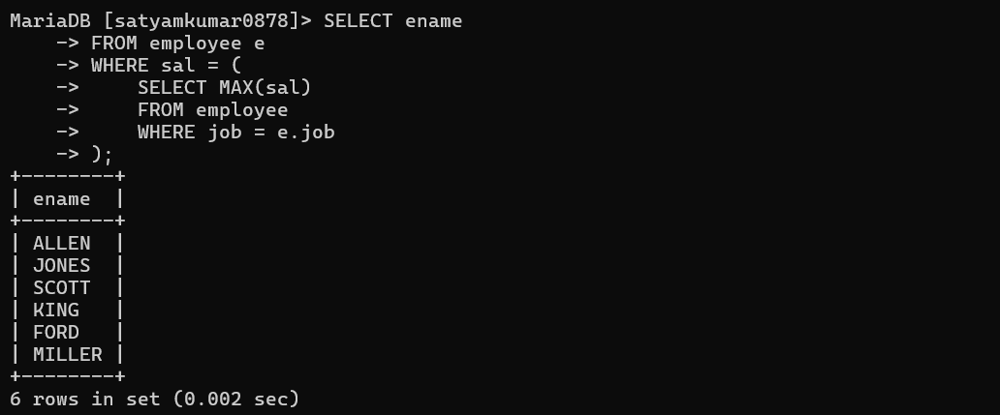 MariaDB [satyamkumar0878]> SELECT ename
    -> FROM employee e
    -> WHERE sal = (
    ->     SELECT MAX(sal)
    ->     FROM employee
    ->     WHERE job = e.job
    -> );
+--------+
| ename  |
+--------+
| ALLEN  |
| JONES  |
| SCOTT  |
| KING   |
| FORD   |
| MILLER |
+--------+
6 rows in set (0.002 sec)